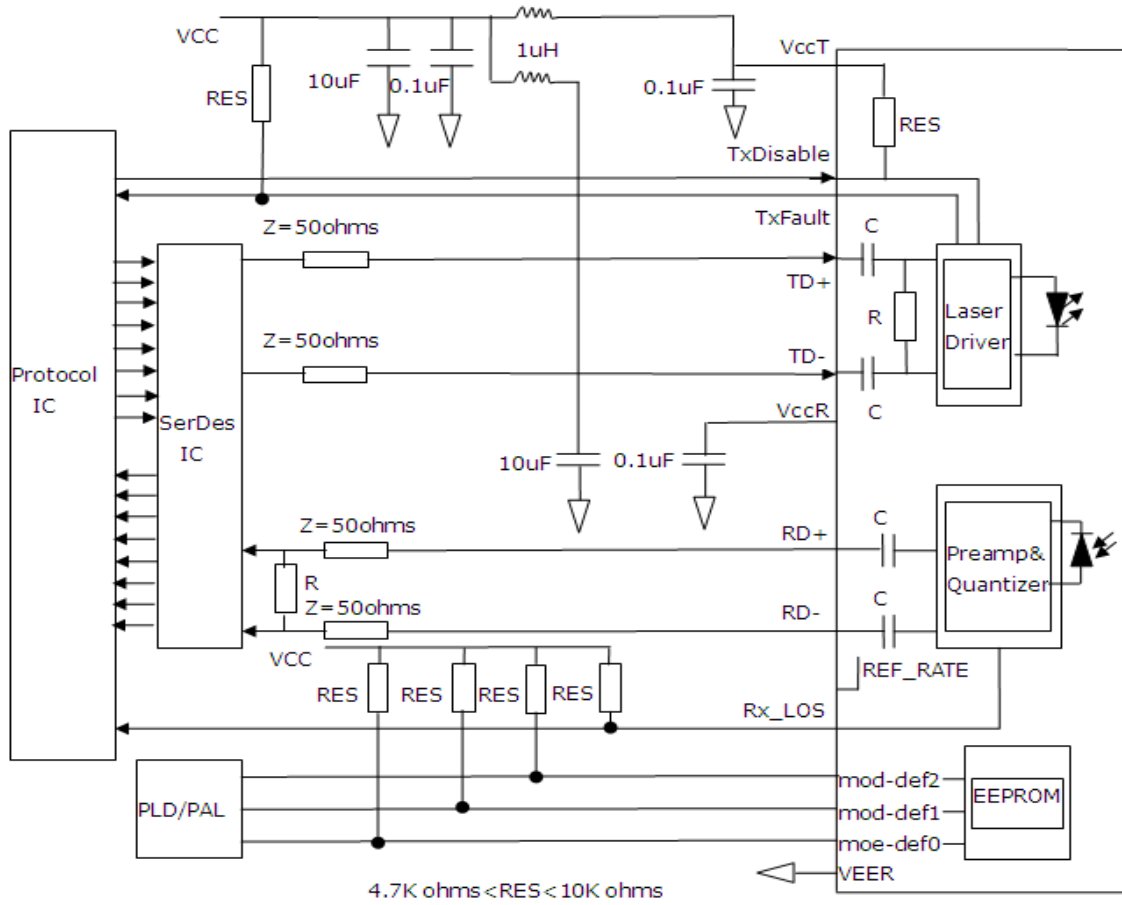 VCC
1uH
VccT
10uF
0.1uF
0.1uF
RES
RES
TxDisable
TxFault
Z=50ohms
C
TD+
R
Laser
Driver
Z=50ohms
TD-
C
Protocol
IC
SerDes
IC
VccR
10uF
0.1uF
Z=50ohms
RD+
C
Preamp&
Quantizer
R
Z=50ohms
RD-
C
VCC
REF_RATE
RES
RES
RES
RES
Rx_LOS
PLD/PAL
mod-def2
mod-def1
moe-def0
EEPROM
VEER
4.7K ohms<RES<10K ohms